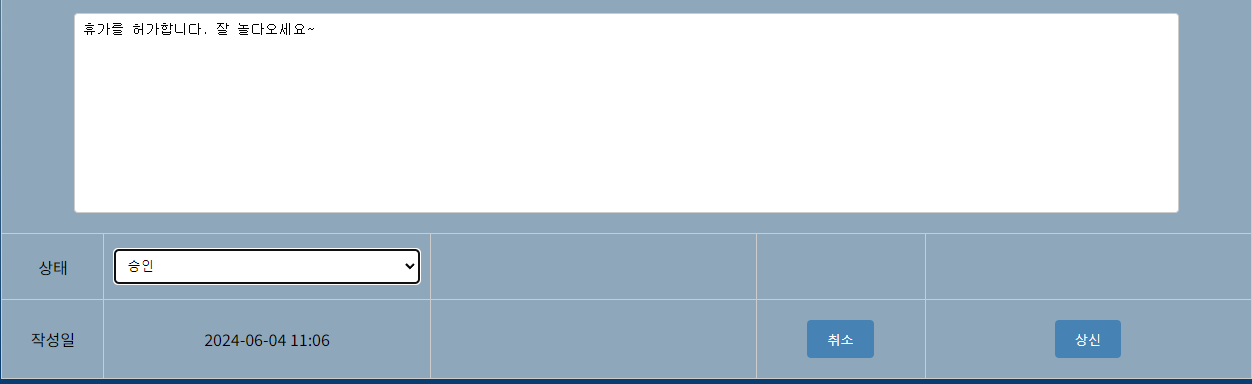 휴가를 허가합니다. 잘 놀다오세요~
상태 승인
작성일 2024-06-04 11:06 취소 상신